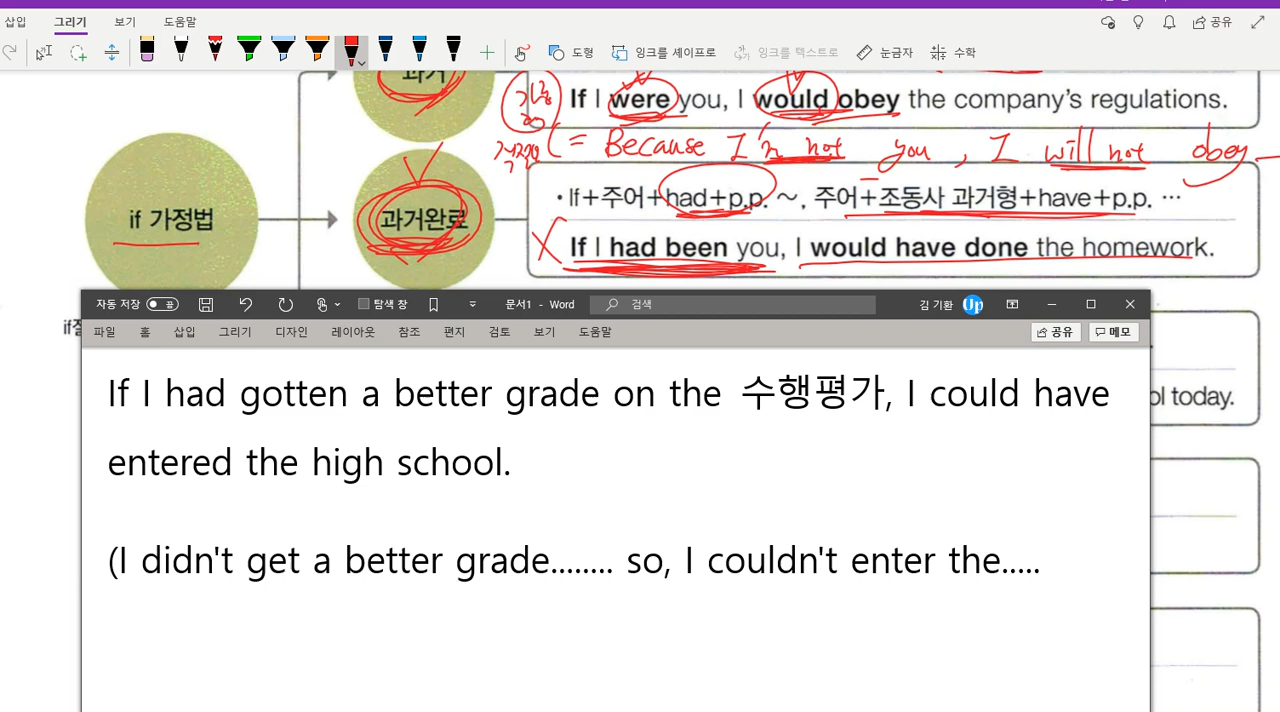 삽입 그리기 보기 도움말
공유
도형 잉크를 셰이프로 잉크를 텍스트로 눈금자 수학
과거
If I were you, I would obey the company's regulations.
(= Because I'm not you, I will not obey
if 가정법
과거완료
·If+주어+had+p.p. ~, 주어+조동사 과거형+have+p.p. ···
If I had been you, I would have done the homework.
자동 저장 탐색 창 문서1 - Word 검색 김 기환 Up
파일 홈 삽입 그리기 디자인 레이아웃 참조 편지 검토 보기 도움말 공유 메모
If I had gotten a better grade on the 수행평가, I could have
entered the high school.
(I didn't get a better grade........ so, I couldn't enter the.....
today.